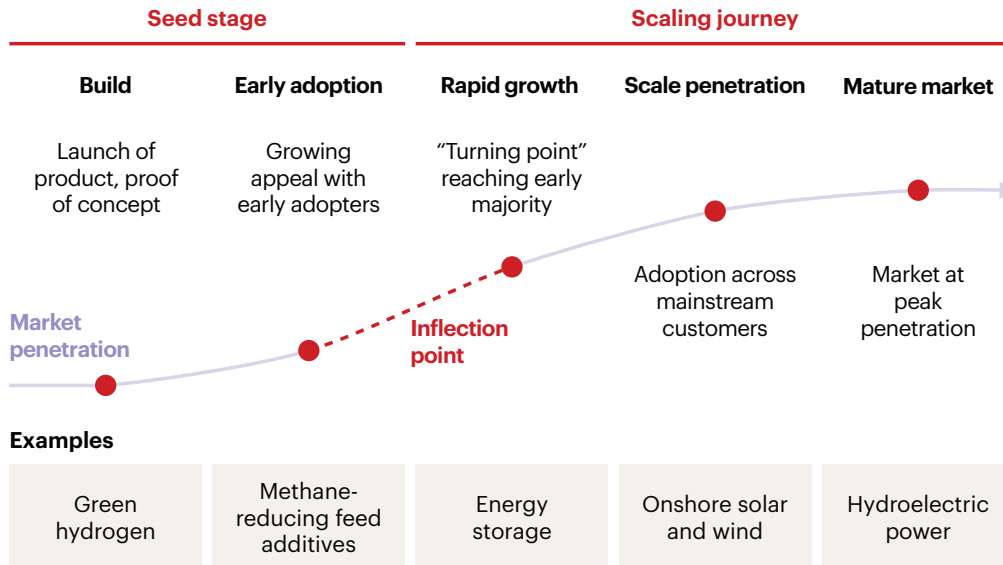 Seed stage
Scaling journey
Build
Early adoption
Rapid growth
Scale penetration
Mature market
Launch of
product, proof
of concept
Growing
appeal with
early adopters
“Turning point”
reaching early
majority
Adoption across
mainstream
customers
Market at
peak
penetration
Market
penetration
Inflection
point
Examples
Green
hydrogen
Methane-
reducing feed
additives
Energy
storage
Onshore solar
and wind
Hydroelectric
power